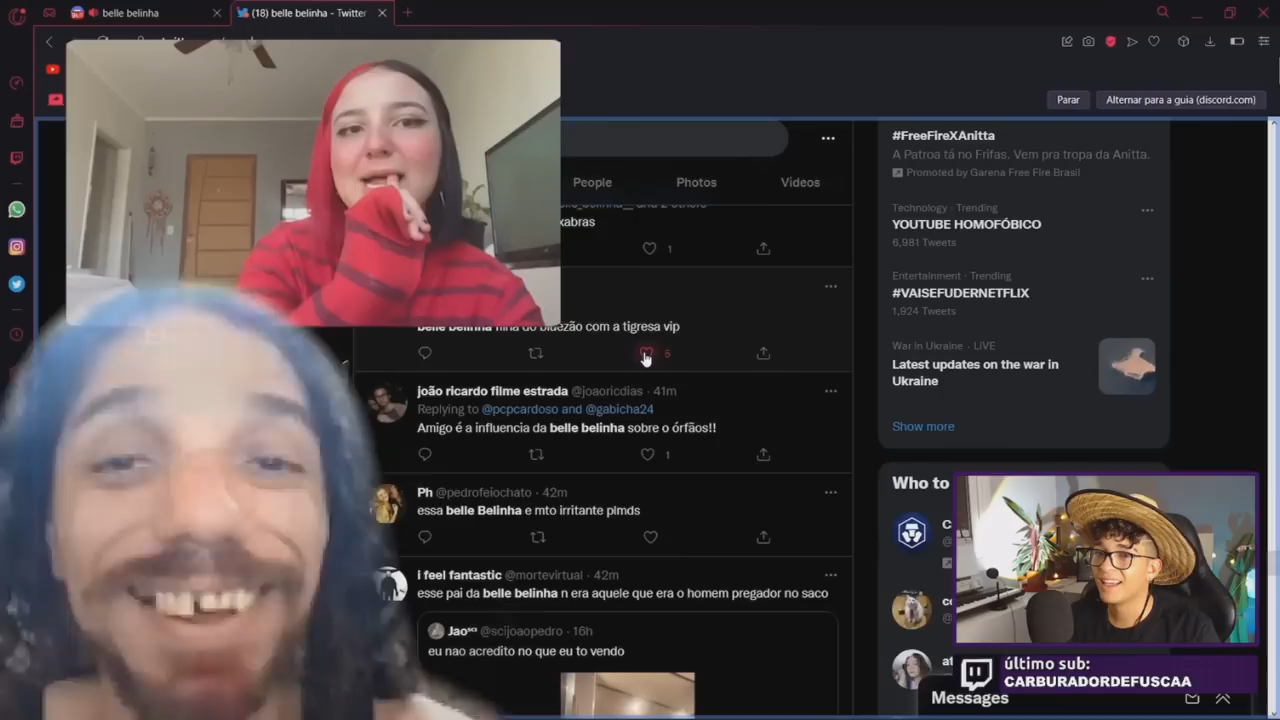 belle belinha
(18) belle belinha - Twitter
Parar
Alternar para a guia (discord.com)
People
Photos
Videos
and 2 others
xabras
1
belle belinha filha do bluezão com a tigresa vip
6
joão ricardo filme estrada @joaoricdias · 41m
Replying to @pcpcardoso and @gabicha24
Amigo é a influencia da belle belinha sobre o órfãos!!
1
Ph @pedrofeiochato · 42m
essa belle Belinha e mto irritante plmds
i feel fantastic @mortevirtual · 42m
esse pai da belle belinha n era aquele que era o homem pregador no saco
Jao @scijoaopedro · 16h
eu nao acredito no que eu to vendo
#FreeFireXAnitta
A Patroa tá no Frifas. Vem pra tropa da Anitta.
Promoted by Garena Free Fire Brasil
Technology · Trending
YOUTUBE HOMOFÓBICO
6,981 Tweets
Entertainment · Trending
#VAISEFUDERNETFLIX
1,924 Tweets
War in Ukraine · LIVE
Latest updates on the war in
Ukraine
Show more
Who to
último sub:
CARBURADORDEFUSCAA
Messages